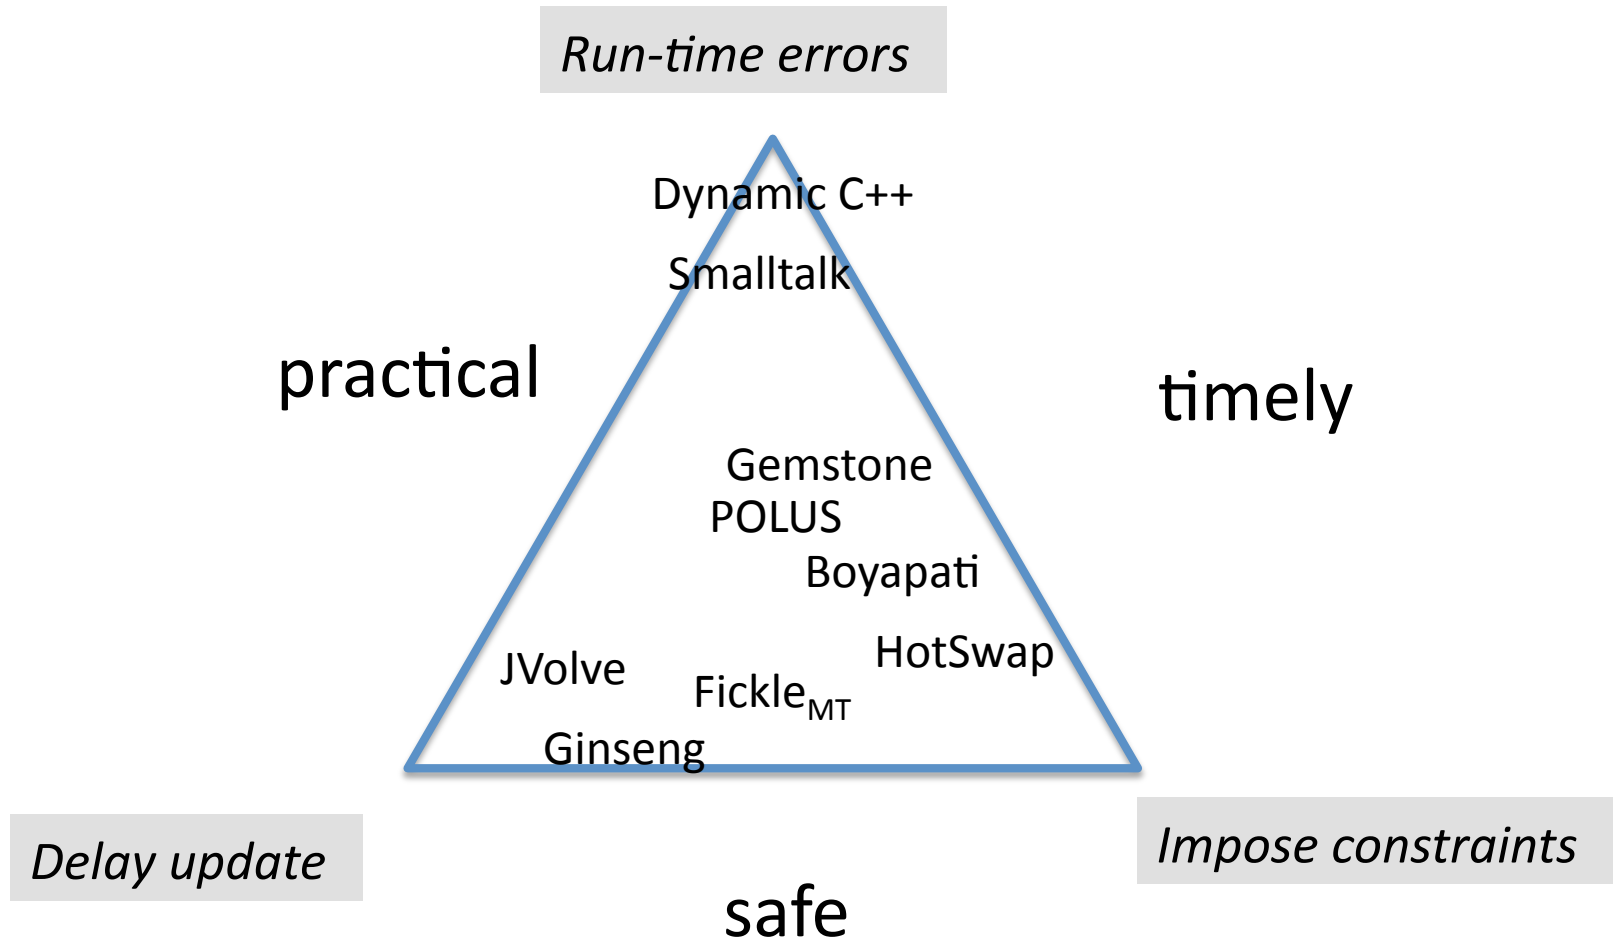 Run-time errors
Dynamic C++
Smalltalk
practical
timely
Gemstone
POLUS
Boyapati
HotSwap
JVolve
FickleMT
Ginseng
Delay update
Impose constraints
safe